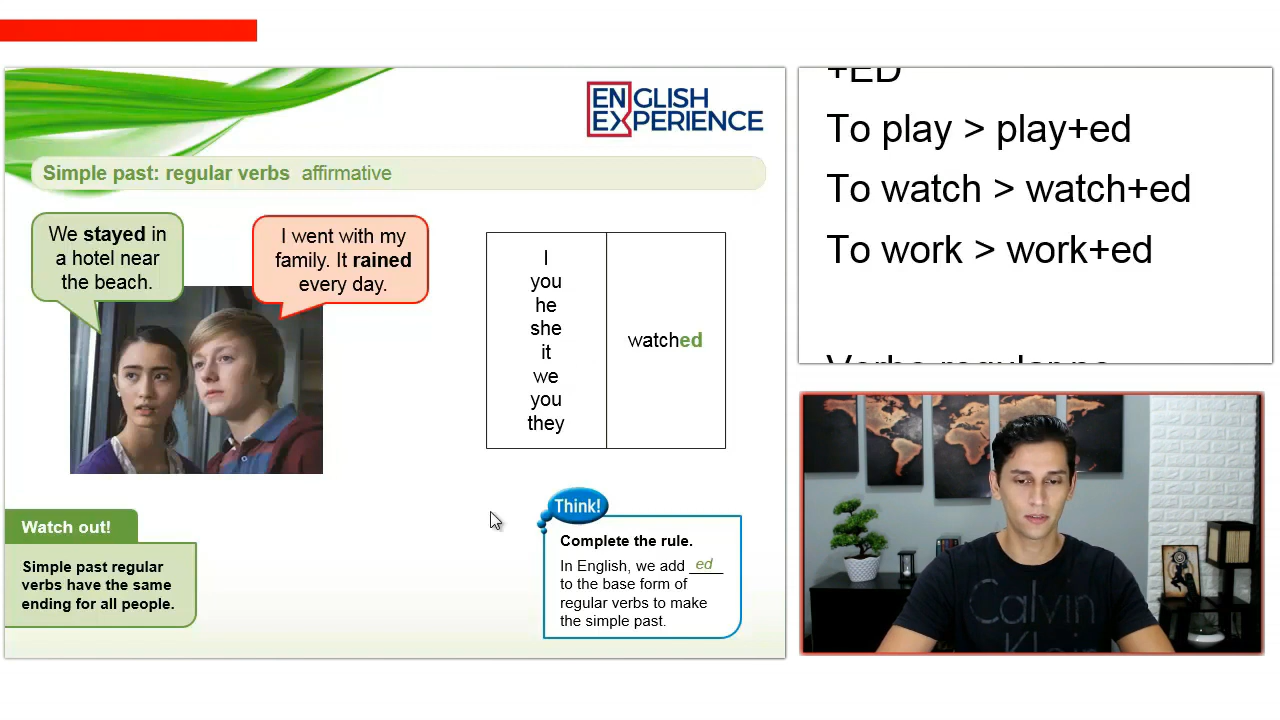 ENGLISH
EXPERIENCE
Simple past: regular verbs affirmative
We stayed in
a hotel near
the beach.
I went with my
family. It rained
every day.
I
you
he
she
it
we
you
they
watched
Watch out!
Simple past regular
verbs have the same
ending for all people.
Think!
Complete the rule.
In English, we add ed
to the base form of
regular verbs to make
the simple past.
+ED
To play > play+ed
To watch > watch+ed
To work > work+ed
Calvin
Klein